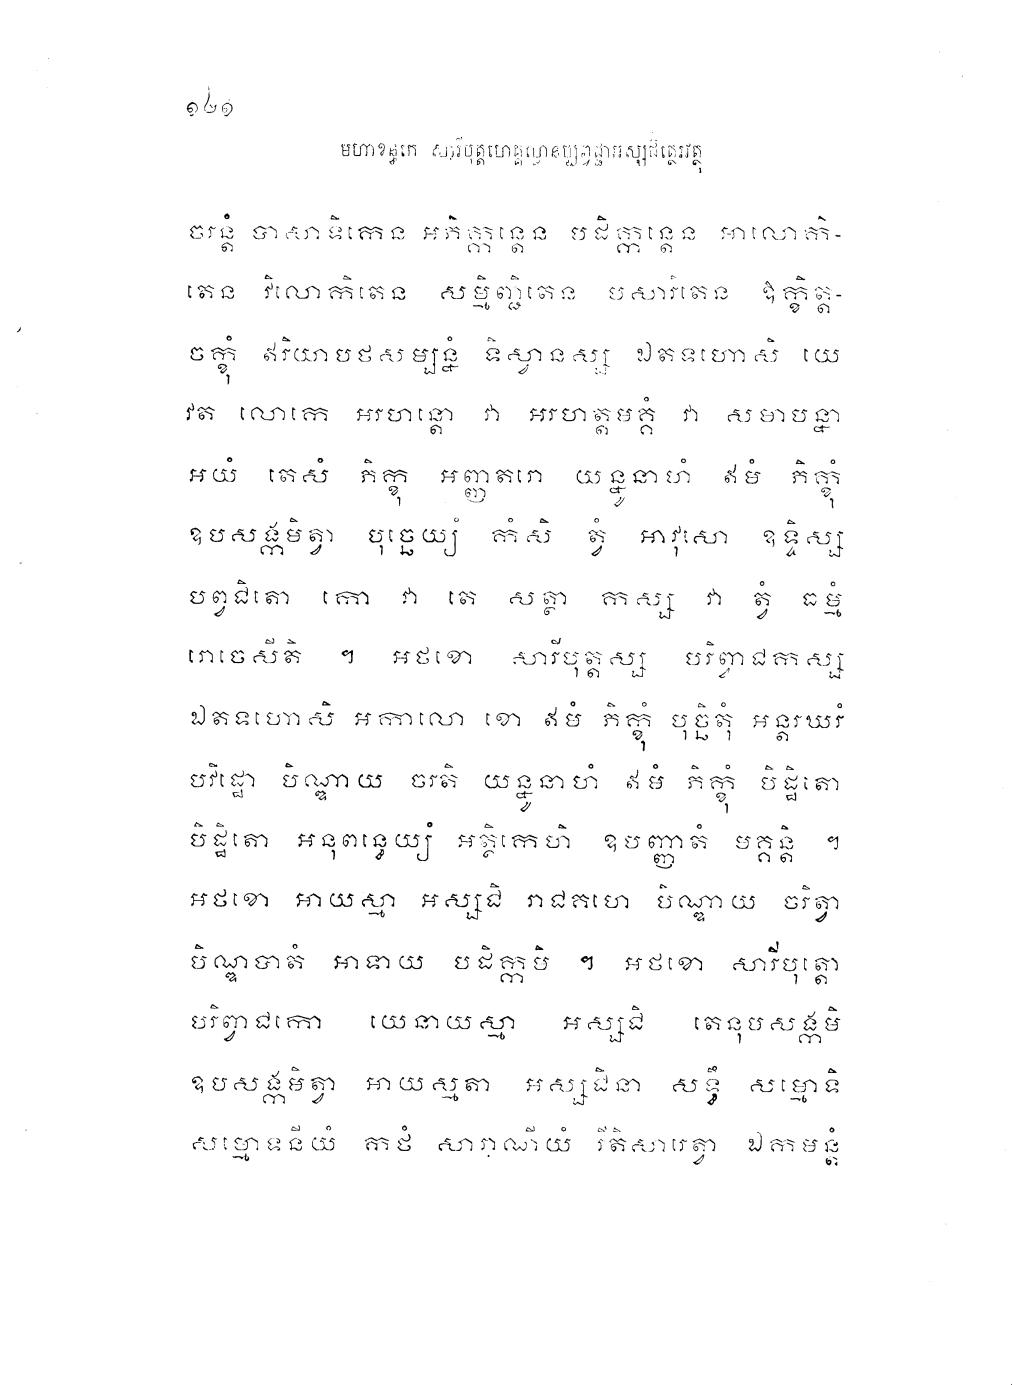 ១៤១
មហាខន្ធកេ សារីបុត្តមោគ្គល្លានប្បព្វជ្ជាអស្សជិត្ថេរវត្ថុ
ចរន្តំ បាសាទិកេន អភិក្កន្តេន បដិក្កន្តេន អាលោកិ-
តេន វិលោកិតេន សម្មិញ្ជិតេន បសារិតេន ឱក្ខិត្ត-
ចក្ខុំ ឥរិយាបថសម្បន្នំ ទិស្វានស្ស ឯតទហោសិ យេ
វត លោកេ អរហន្តោ វា អរហត្តមគ្គំ វា សមាបន្នា
អយំ តេសំ ភិក្ខុ អញ្ញតរោ យន្នូនាហំ ឥមំ ភិក្ខុំ
ឧបសង្កមិត្វា បុច្ឆេយ្យំ កំសិ ត្វំ អាវុសោ ឧទ្ទិស្ស
បព្វជិតោ កោ វា តេ សត្ថា កស្ស វា ត្វំ ធម្មំ
រោចេសីតិ ។ អថខោ សារីបុត្តស្ស បរិព្វាជកស្ស
ឯតទហោសិ អកាលោ ខោ ឥមំ ភិក្ខុំ បុច្ឆិតុំ អន្តរឃរំ
បវិដ្ឋោ បិណ្ឌាយ ចរតិ យន្នូនាហំ ឥមំ ភិក្ខុំ បិដ្ឋិតោ
បិដ្ឋិតោ អនុពន្ធេយ្យំ អត្ថិកេហិ ឧបញ្ញាតំ មគ្គន្តិ ។
អថខោ អាយស្មា អស្សជិ រាជគហេ បិណ្ឌាយ ចរិត្វា
បិណ្ឌបាតំ អាទាយ បដិក្កមិ ។ អថខោ សារីបុត្តោ
បរិព្វាជកោ យេនាយស្មា អស្សជិ តេនុបសង្កមិ
ឧបសង្កមិត្វា អាយស្មតា អស្សជិនា សទ្ធឹ សម្មោទិ
សម្មោទនីយំ កថំ សារាណីយំ វីតិសារេត្វា ឯកមន្តំ